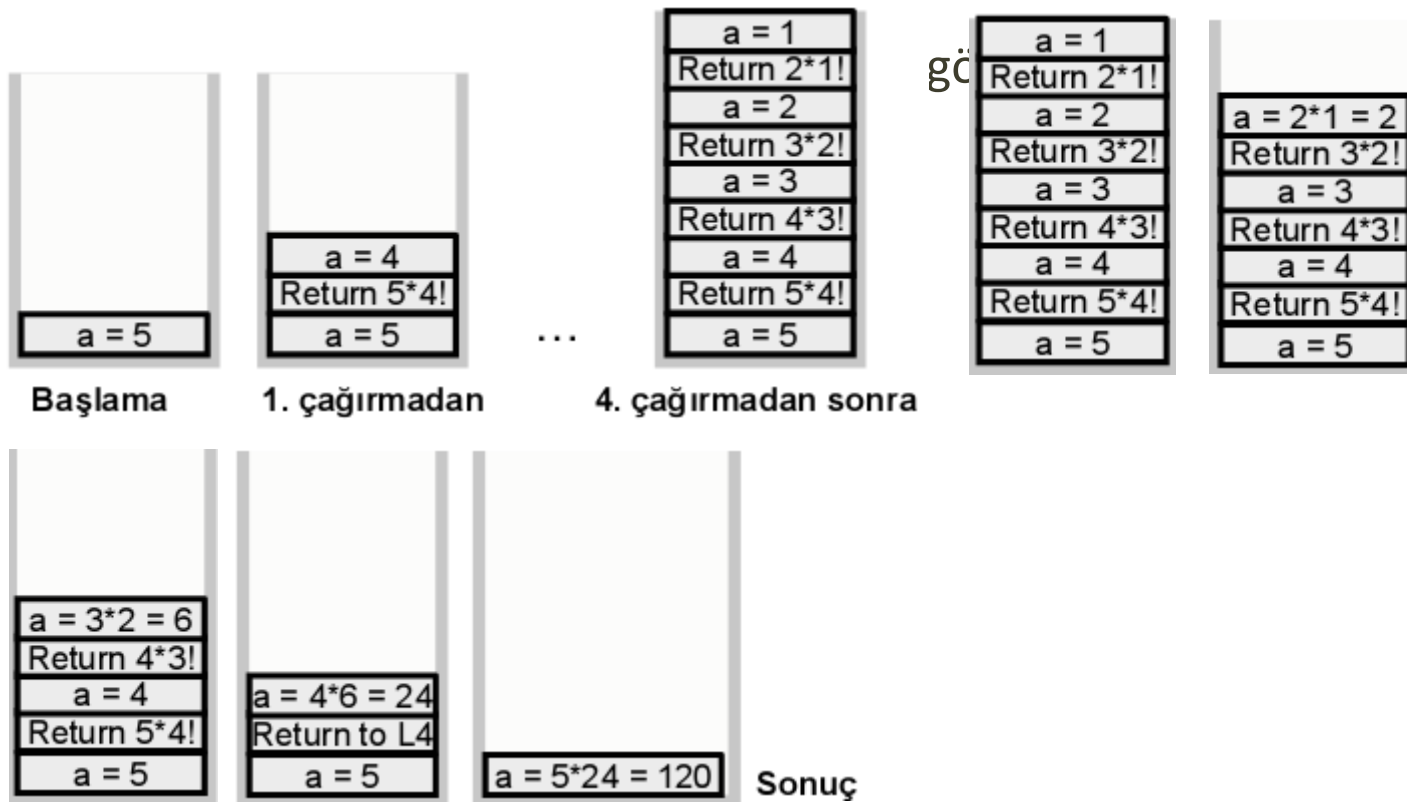 a = 5
Başlama
a = 4
Return 5*4!
a = 5
1. çağırmadan
...
a = 1
Return 2*1!
a = 2
Return 3*2!
a = 3
Return 4*3!
a = 4
Return 5*4!
a = 5
4. çağırmadan sonra
a = 1
Return 2*1!
a = 2
Return 3*2!
a = 3
Return 4*3!
a = 4
Return 5*4!
a = 5
a = 2*1 = 2
Return 3*2!
a = 3
Return 4*3!
a = 4
Return 5*4!
a = 5
a = 3*2 = 6
Return 4*3!
a = 4
Return 5*4!
a = 5
a = 4*6 = 24
Return to L4
a = 5
a = 5*24 = 120
Sonuç